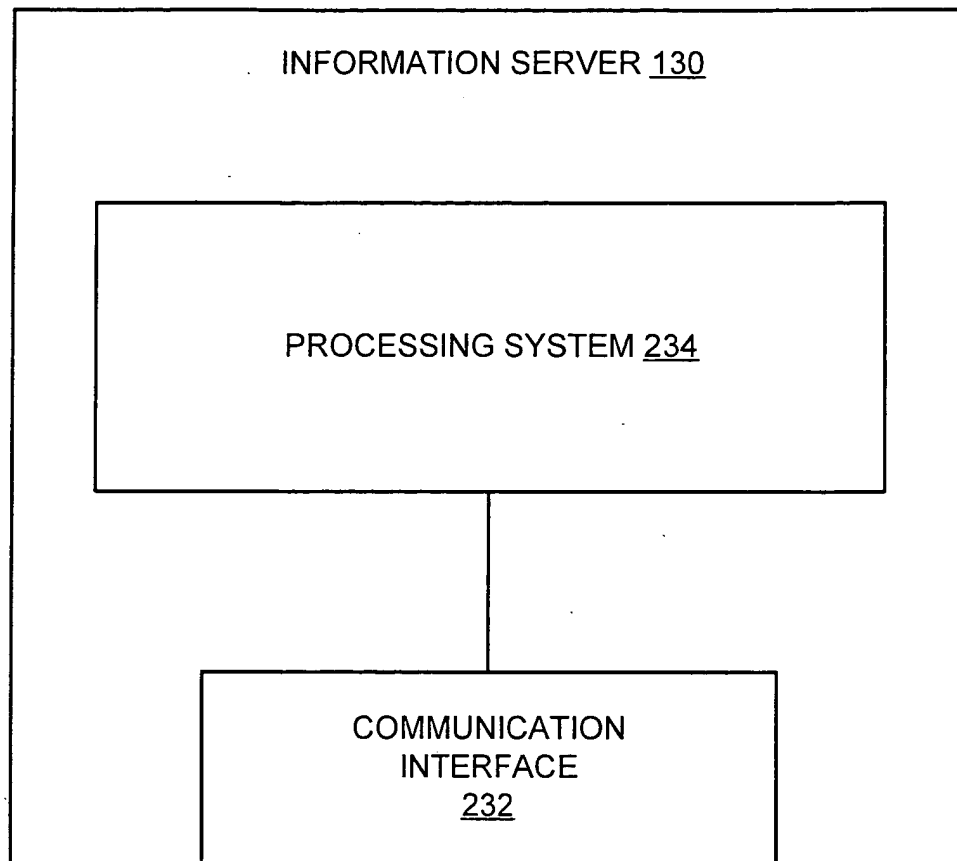 INFORMATION SERVER 130
PROCESSING SYSTEM 234
COMMUNICATION
INTERFACE
232